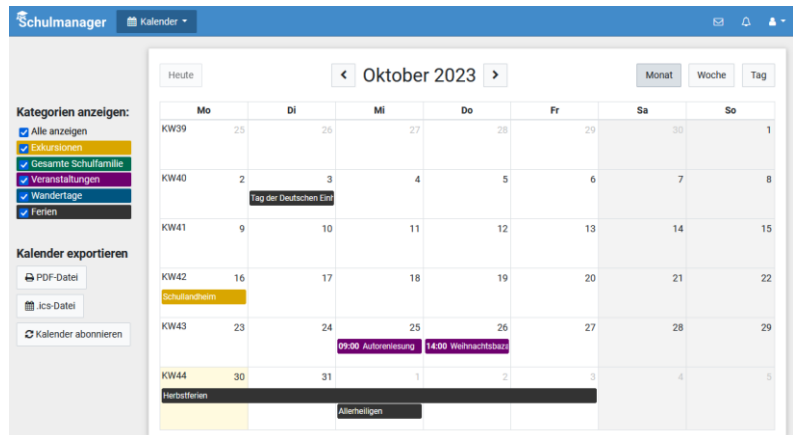 Schulmanager
Kalender
Kategorien anzeigen:
Alle anzeigen
Exkursionen
Gesamte Schulfamilie
Veranstaltungen
Wandertage
Ferien
Kalender exportieren
PDF-Datei
.ics-Datei
Kalender abonnieren
Heute
Oktober 2023
Monat Woche Tag
Mo Di Mi Do Fr Sa So
KW39 25 26 27 28 29 30 1
KW40 2 3 4 5 6 7 8
Tag der Deutschen Einh
KW41 9 10 11 12 13 14 15
KW42 16 17 18 19 20 21 22
Schullandheim
KW43 23 24 25 26 27 28 29
09:00 Autorenlesung 14:00 Weihnachtsbaza
KW44 30 31 1 2 3 4 5
Herbstferien
Allerheiligen